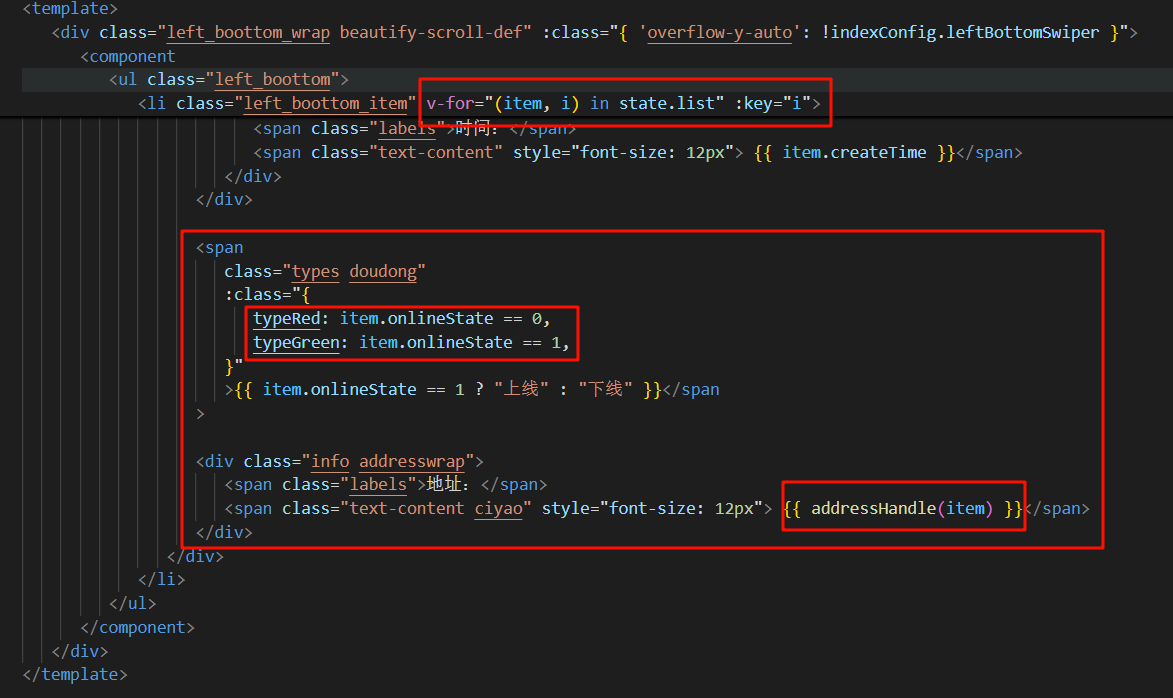 <template>
<div class="left_boottom_wrap beautify-scroll-def" :class="{ 'overflow-y-auto': !indexConfig.leftBottomSwiper }">
<component
<ul class="left_boottom">
<li class="left_boottom_item" v-for="(item, i) in state.list" :key="i">
<span class="labels">时间：</span>
<span class="text-content" style="font-size: 12px"> {{ item.createTime }}</span>
</div>
</div>
<span
class="types doudong"
:class="{
typeRed: item.onlineState == 0,
typeGreen: item.onlineState == 1,
}"
>{{ item.onlineState == 1 ? "上线" : "下线" }}</span
>
<div class="info addresswrap">
<span class="labels">地址：</span>
<span class="text-content ciyao" style="font-size: 12px"> {{ addressHandle(item) }}</span>
</div>
</div>
</li>
</ul>
</component>
</div>
</template>